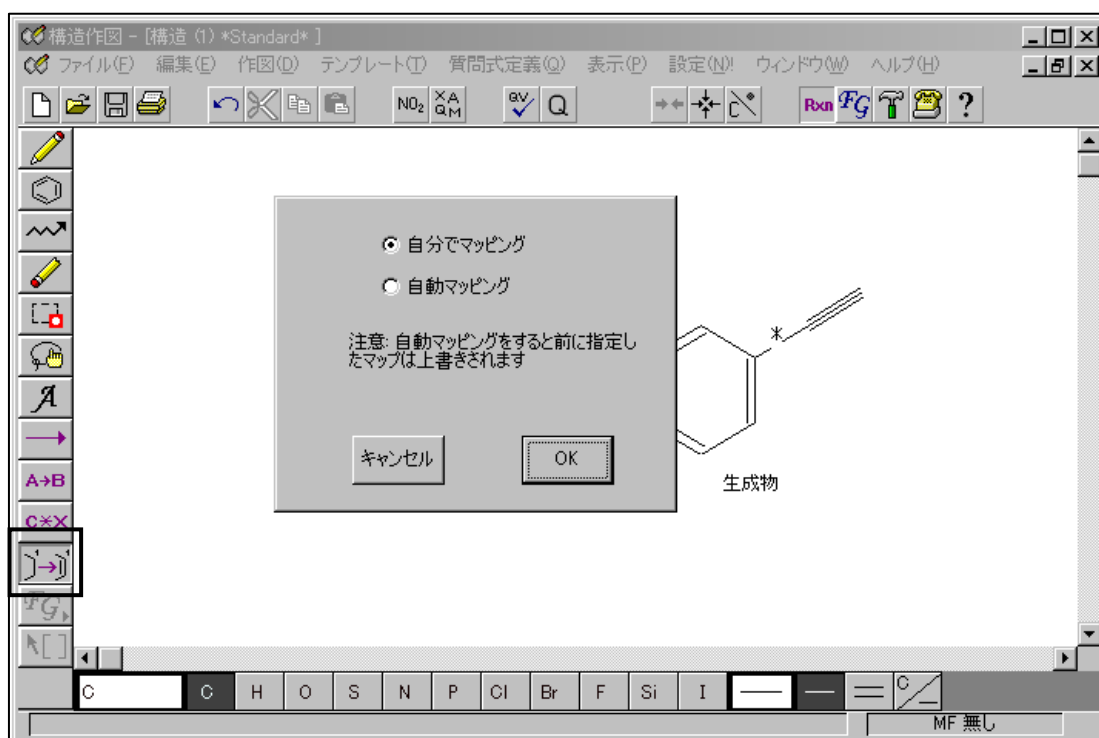 構造作図 - [構造 (1) *Standard* ]
ファイル(F) 編集(E) 作図(D) テンプレート(T) 質問式定義(Q) 表示(P) 設定(N)! ウィンドウ(W) ヘルプ(H)
NO₂ XA QM QV Q C Rxn FG ?
自分でマッピング
自動マッピング
注意: 自動マッピングをすると前に指定し
たマップは上書きされます
*
A
キャンセル OK
A→B
生成物
C*X
FG
[ ]
C C H O S N P Cl Br F Si I C
MF 無し